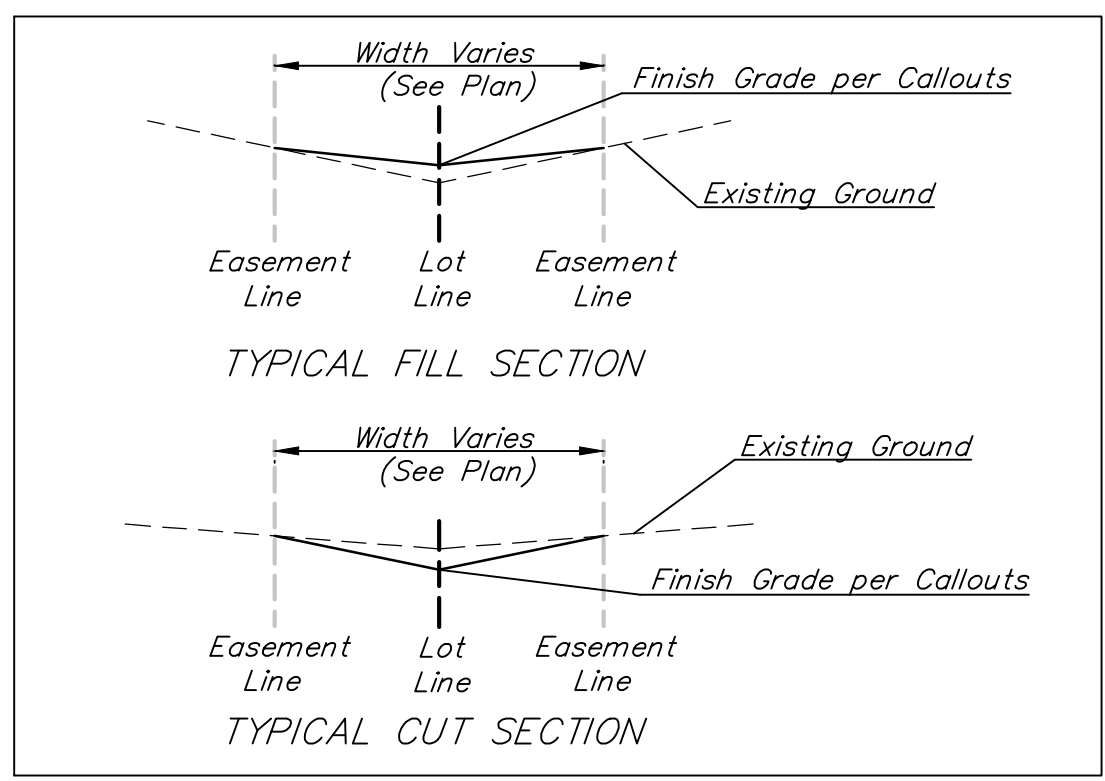 Width Varies
(See Plan)
Finish Grade per Callouts
Existing Ground
Easement
Line
Lot
Line
Easement
Line
TYPICAL FILL SECTION
Width Varies
(See Plan)
Existing Ground
Finish Grade per Callouts
Easement
Line
Lot
Line
Easement
Line
TYPICAL CUT SECTION